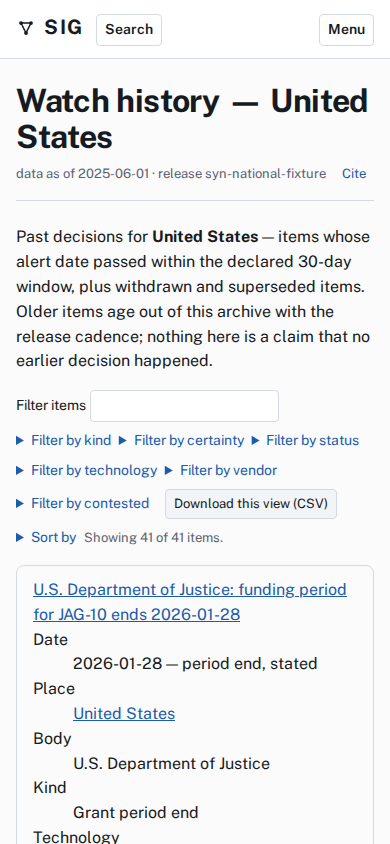 SIG Search Menu
Watch history — United
States
data as of 2025-06-01 · release syn-national-fixture Cite
Past decisions for United States — items whose
alert date passed within the declared 30-day
window, plus withdrawn and superseded items.
Older items age out of this archive with the
release cadence; nothing here is a claim that no
earlier decision happened.
Filter items
Filter by kind Filter by certainty Filter by status
Filter by technology Filter by vendor
Filter by contested Download this view (CSV)
Sort by Showing 41 of 41 items.
U.S. Department of Justice: funding period
for JAG-10 ends 2026-01-28
Date
2026-01-28 — period end, stated
Place
United States
Body
U.S. Department of Justice
Kind
Grant period end
Technology